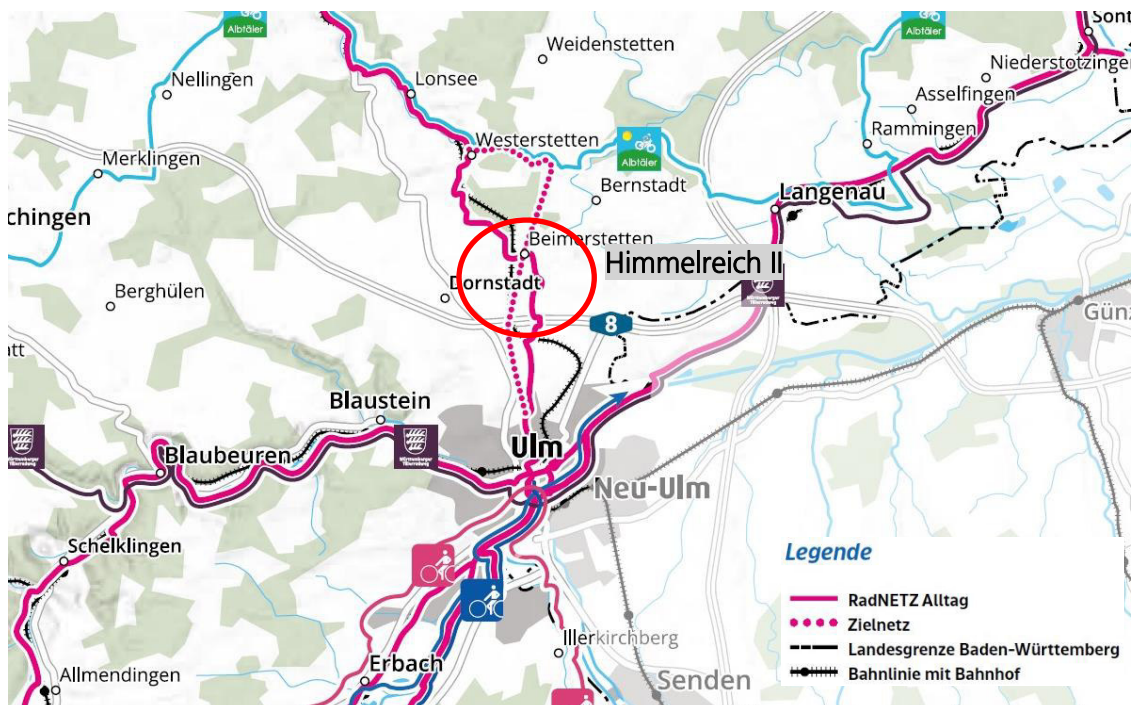 Albtäler
Albtäler
Sont
Weidenstetten
Niederstotzingen
Nellingen
Lonsee
Asselfingen
Westerstetten
Rammingen
Merklingen
Albtäler
Bernstadt
Langenau
chingen
Beimerstetten
Himmelreich II
Dornstadt
Berghülen
Günz
8
att
Blaustein
Ulm
Blaubeuren
Neu-Ulm
Schelklingen
Legende
RadNETZ Alltag
Zielnetz
Illerkirchberg
Landesgrenze Baden-Württemberg
Erbach
Bahnlinie mit Bahnhof
Allmendingen
Senden